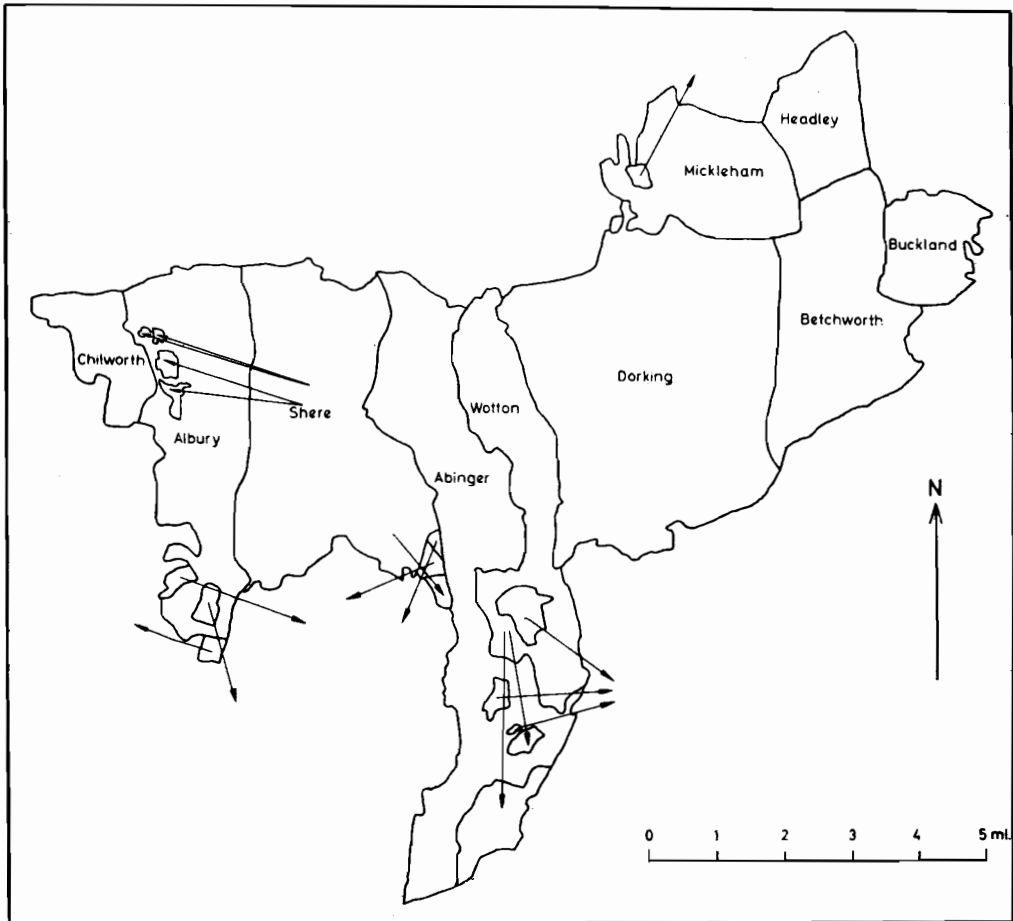 Headley
Mickleham
Buckland
Betchworth
Chilworth
Dorking
Wotton
Shere
Albury
Abinger
N
0 1 2 3 4 5 ml.